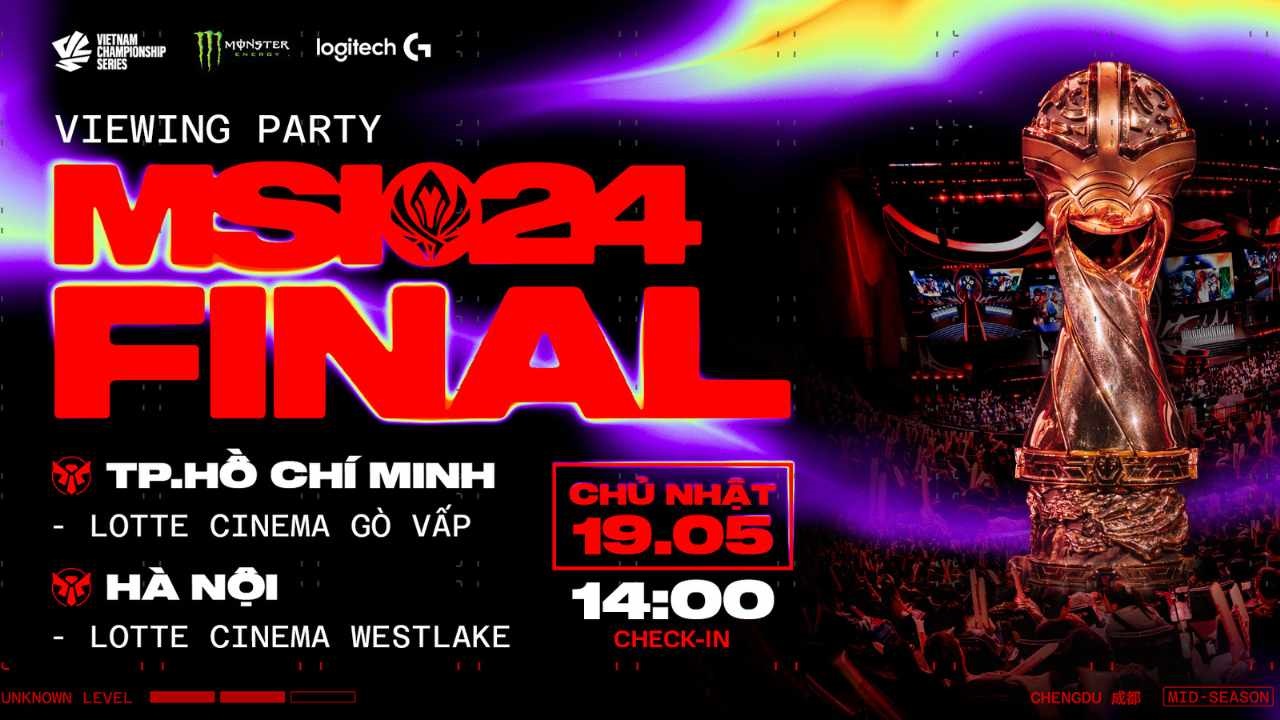 VIETNAM
CHAMPIONSHIP
SERIES
MONSTER
ENERGY
logitech G
VIEWING PARTY
MSI 24
FINAL
TP.HỒ CHÍ MINH
- LOTTE CINEMA GÒ VẤP
HÀ NỘI
- LOTTE CINEMA WESTLAKE
CHỦ NHẬT
19.05
14:00
CHECK-IN
UNKNOWN LEVEL
CHENGDU 成都
MID-SEASON